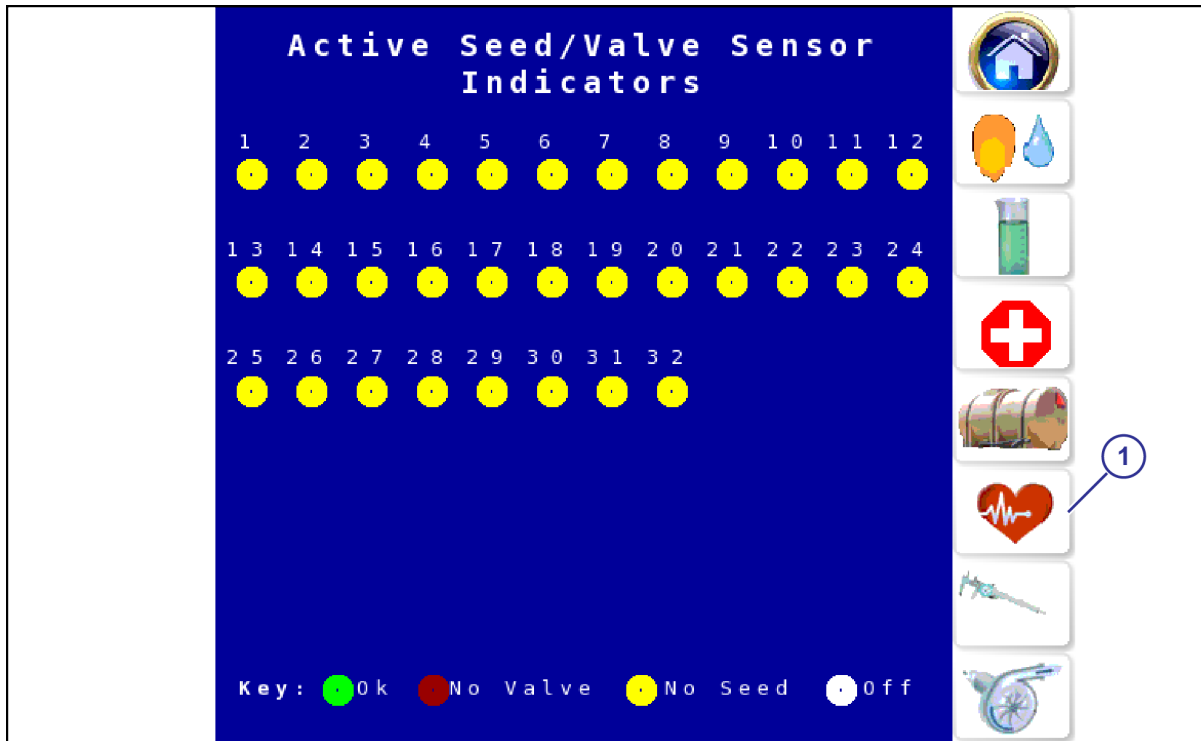 Active Seed/Valve Sensor
Indicators
1 2 3 4 5 6 7 8 9 10 11 12
13 14 15 16 17 18 19 20 21 22 23 24
25 26 27 28 29 30 31 32
1
Key: Ok No Valve No Seed Off